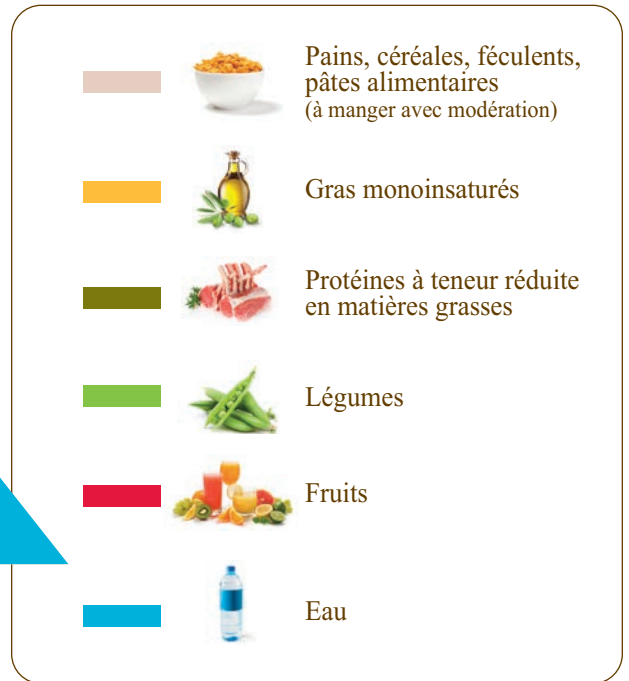 Pains, céréales, féculents,
pâtes alimentaires
(à manger avec modération)
Gras monoinsaturés
Protéines à teneur réduite
en matières grasses
Légumes
Fruits
Eau